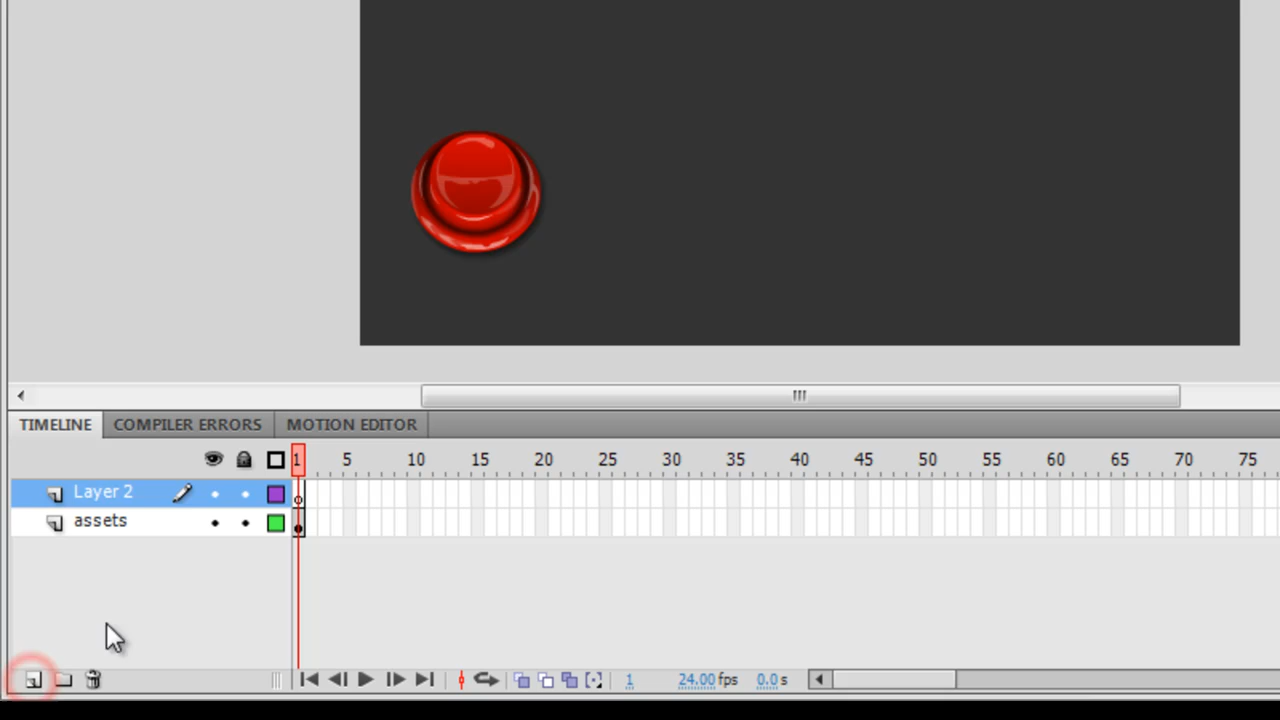 TIMELINE COMPILER ERRORS MOTION EDITOR
1 5 10 15 20 25 30 35 40 45 50 55 60 65 70 75
Layer 2
assets
1 24.00 fps 0.0 s